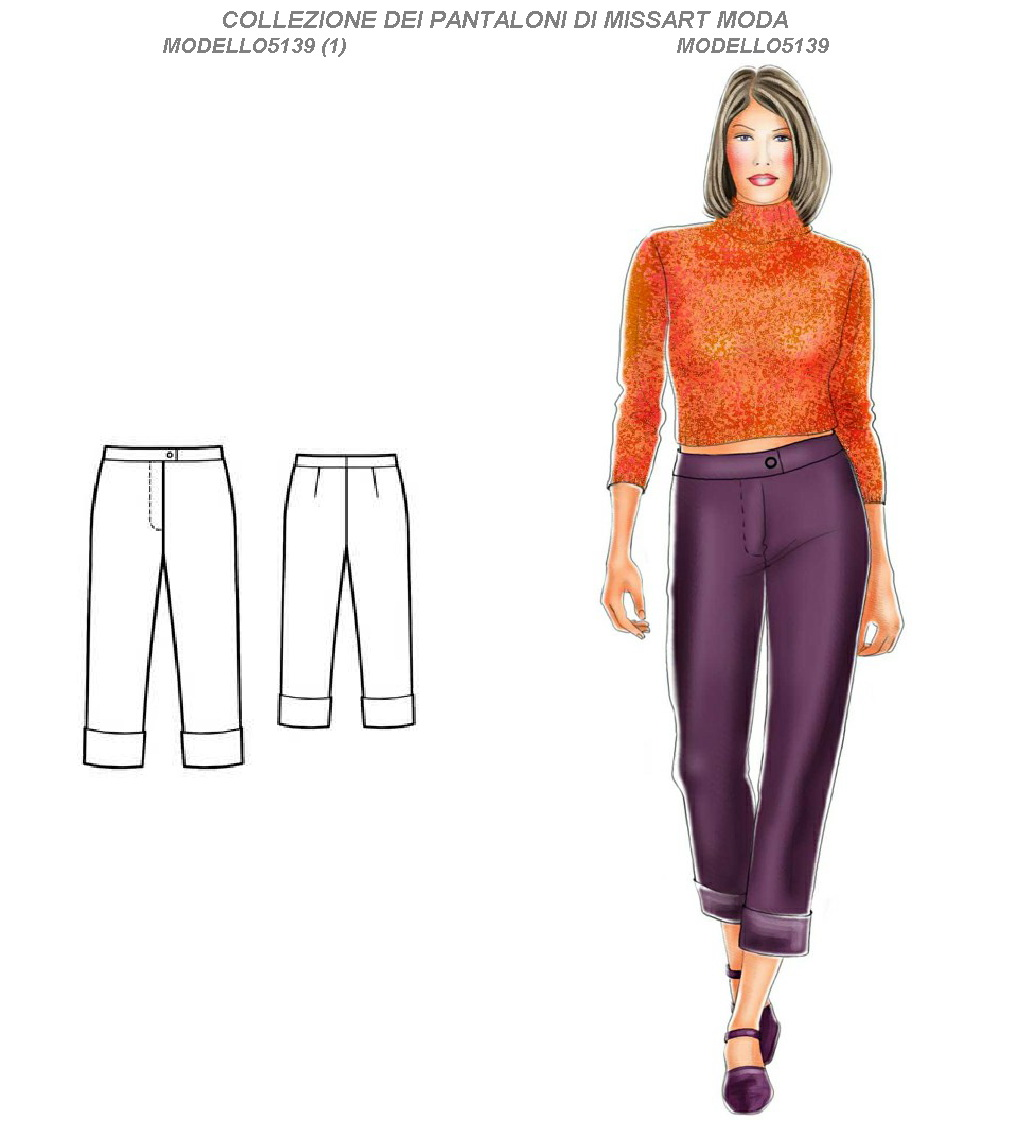 COLLEZIONE DEI PANTALONI DI MISSART MODA
MODELLO5139 (1)
MODELLO5139